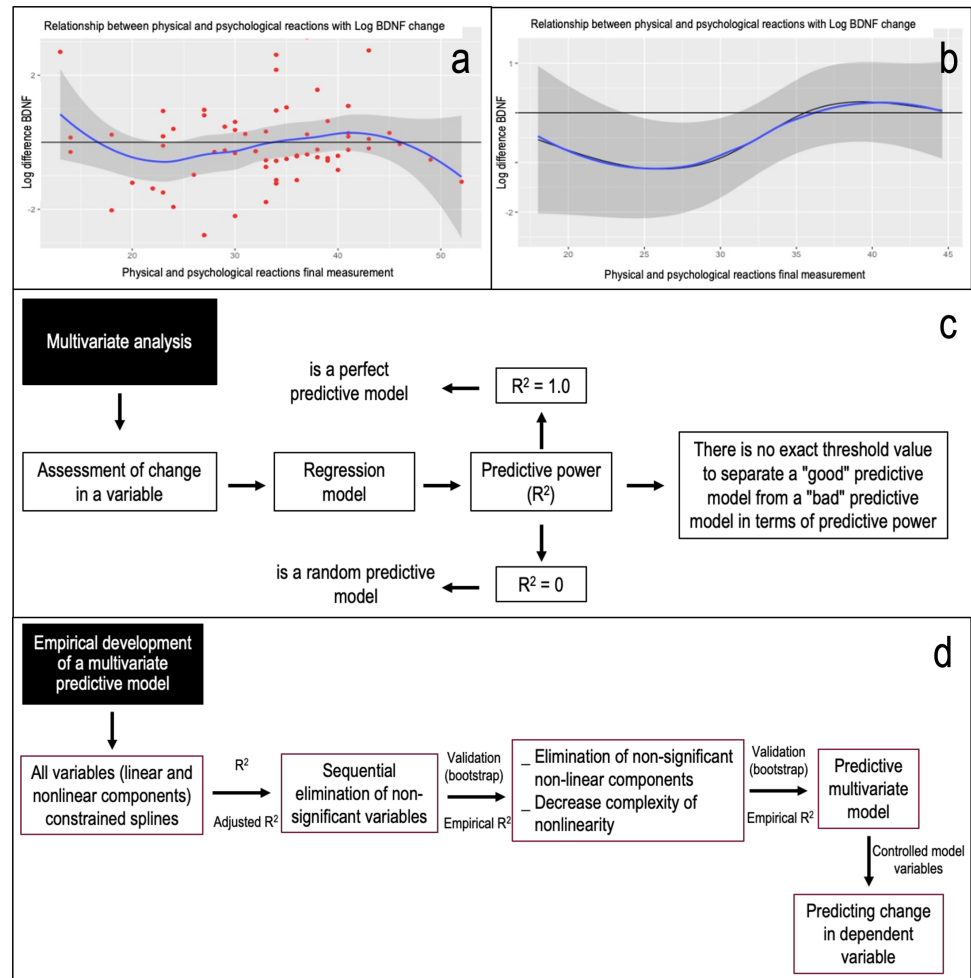 Relationship between physical and psychological reactions with Log BDNF change
a
Log difference BDNF
2
0
-2
20
30
40
50
Physical and psychological reactions final measurement
Relationship between physical and psychological reactions with Log BDNF change
b
Log difference BDNF
1
0
-2
20
25
30
35
40
45
Physical and psychological reactions final measurement
c
Multivariate analysis
is a perfect
predictive model
R² = 1.0
Assessment of change
in a variable
Regression
model
Predictive power
(R²)
There is no exact threshold value
to separate a "good" predictive
model from a "bad" predictive
model in terms of predictive power
is a random predictive
model
R² = 0
d
Empirical development
of a multivariate
predictive model
All variables (linear and
nonlinear components)
constrained splines
R²
Adjusted R²
Sequential
elimination of non-
significant variables
Validation
(bootstrap)
Empirical R²
_ Elimination of non-significant
non-linear components
_ Decrease complexity of
nonlinearity
Validation
(bootstrap)
Empirical R²
Predictive
multivariate
model
Controlled model
variables
Predicting change
in dependent
variable